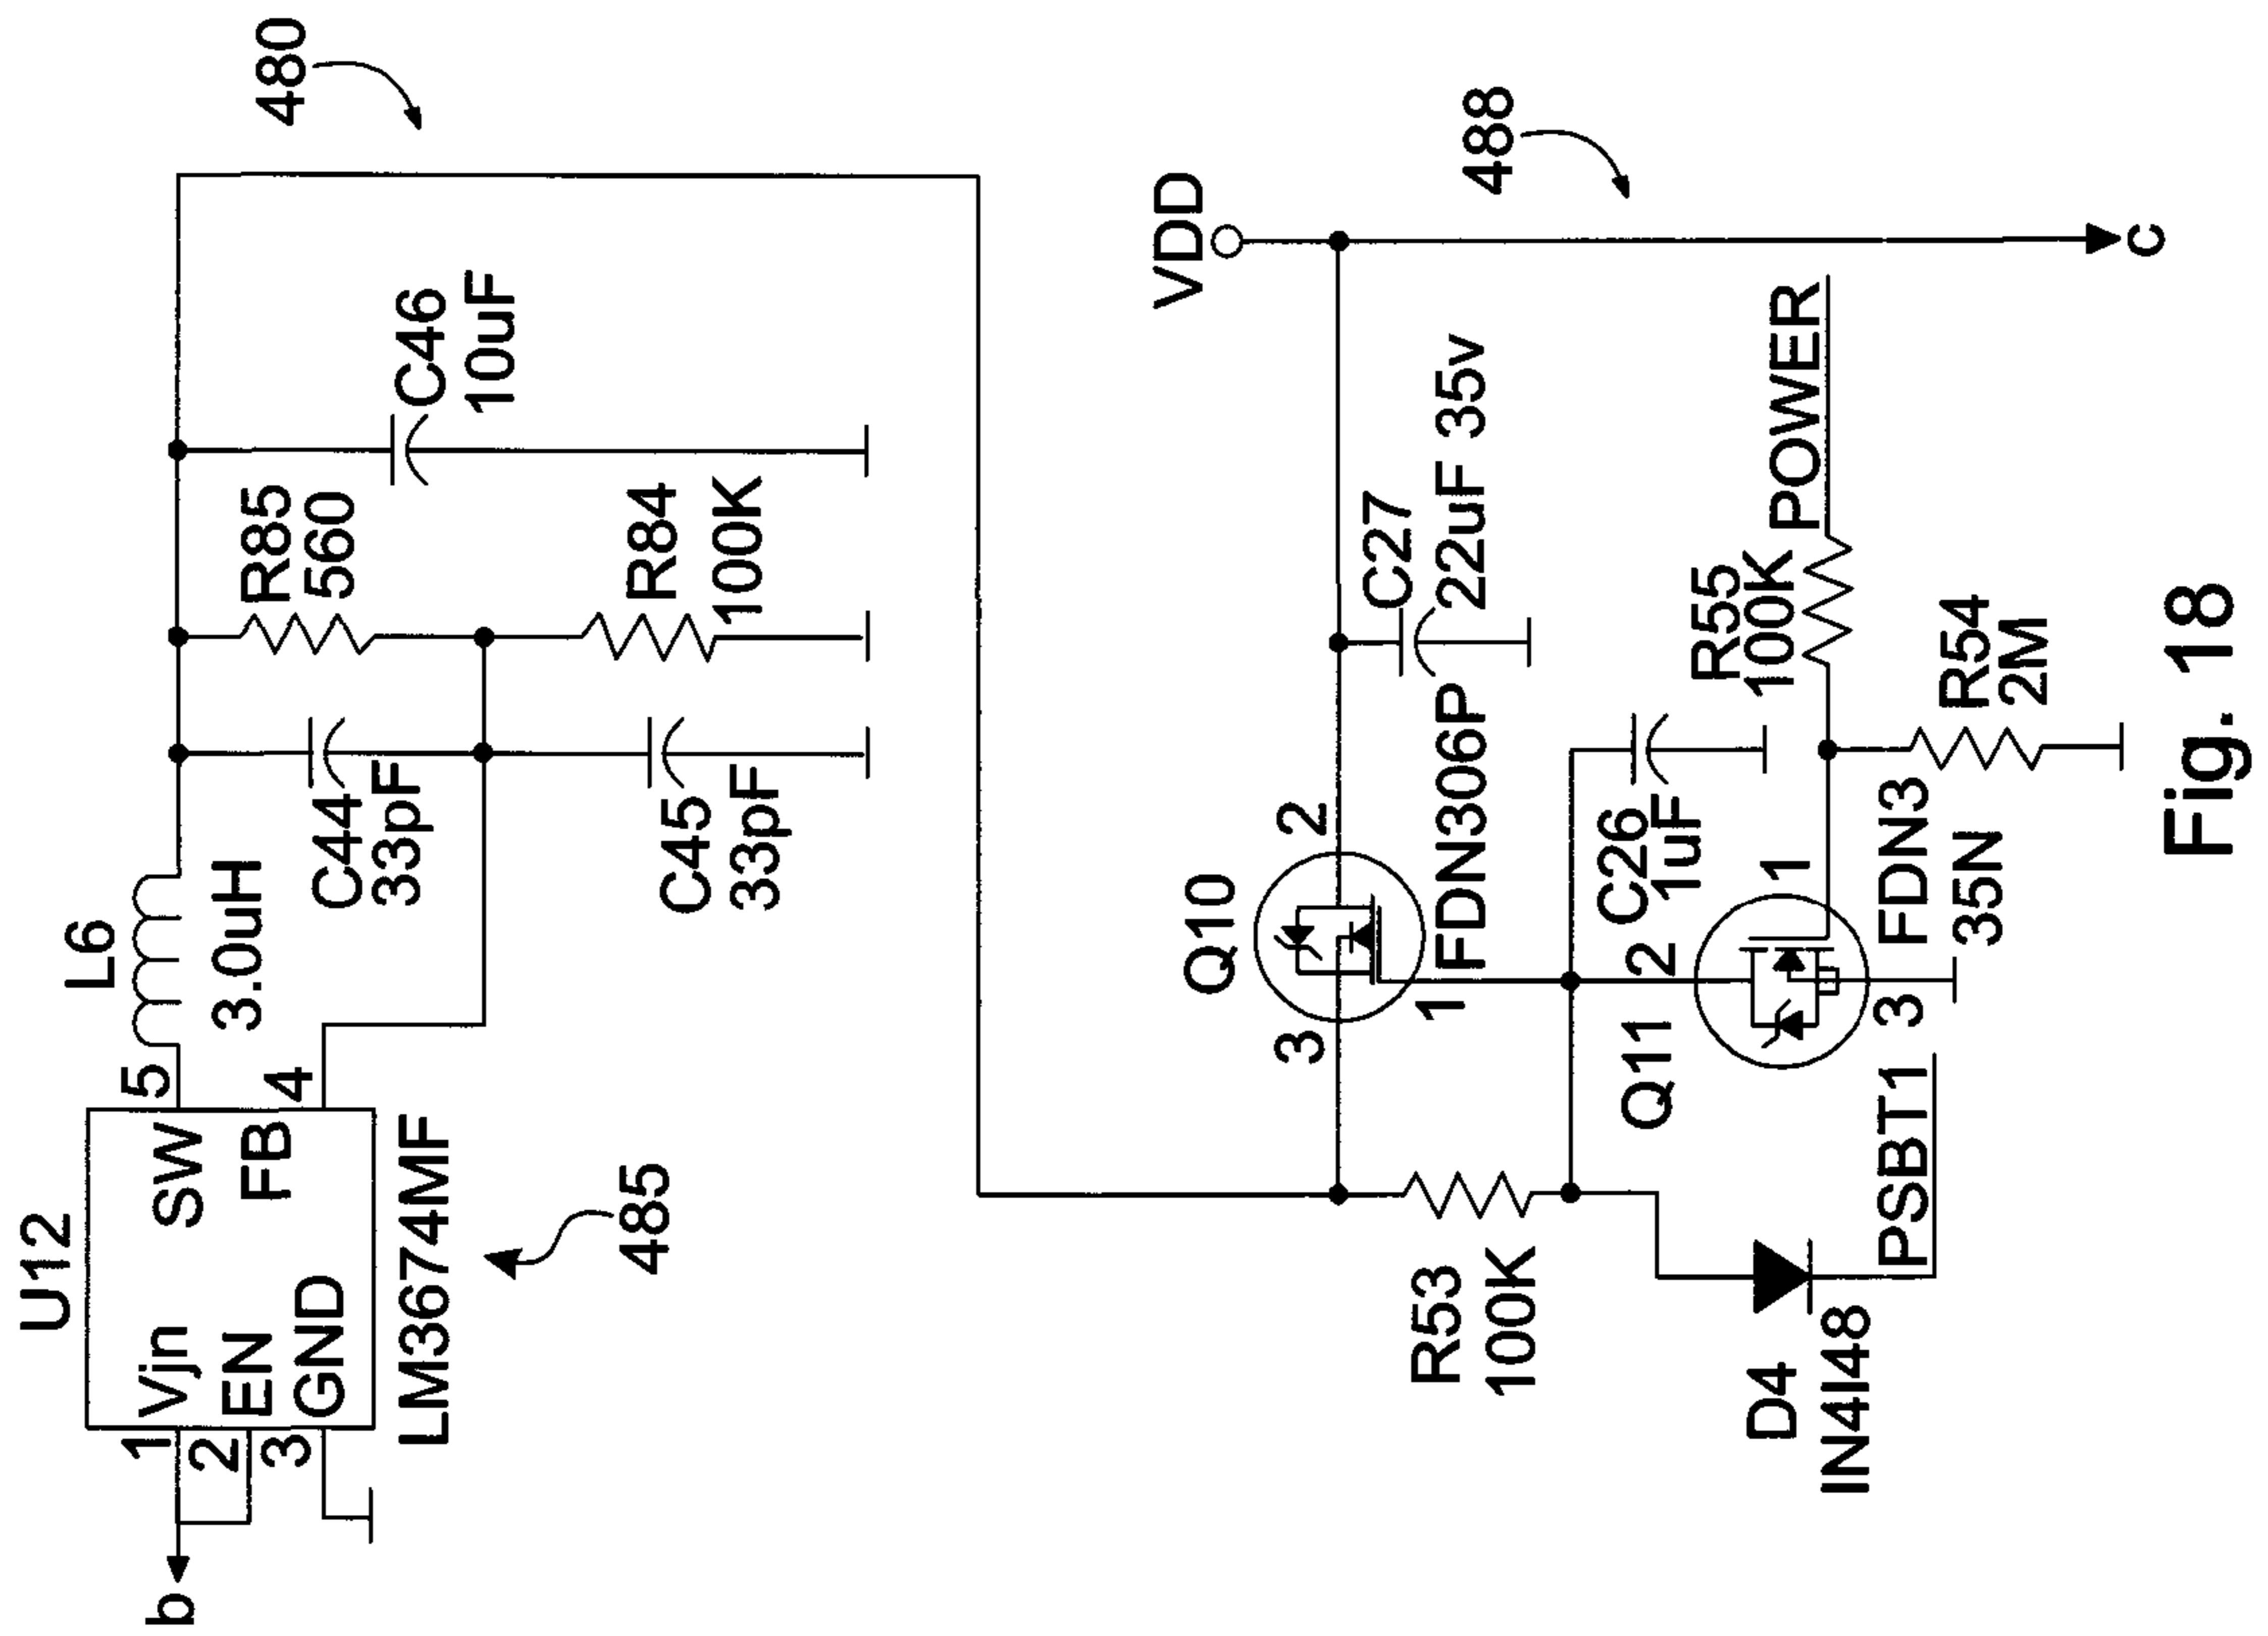 480
L6
3.0uH
C44
33pF
R85
560
C46
10uF
C45
33pF
R84
100K
U12
Vjn
EN
GND
SW
FB
1
2
3
5
4
LM3674MF
485
b
VDD
488
Q10
3
2
1
FDN306P
C27
22uF 35v
R53
100K
C26
1uF
R55
100K
POWER
Q11
2
1
3
FDN3
35N
R54
2M
D4
IN4I48
PSBT1
c
Fig. 18